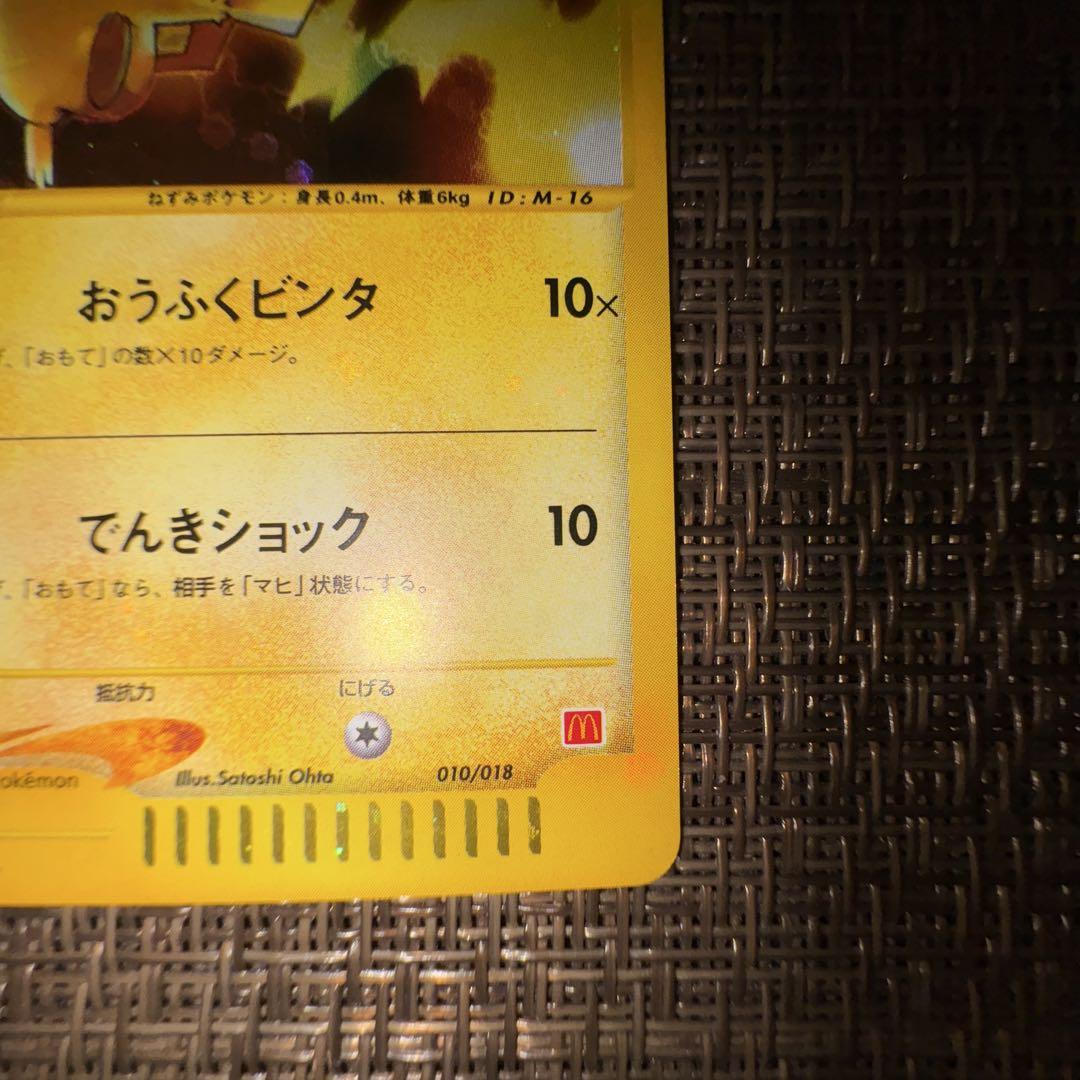 ねずみポケモン：身長0.4m、体重6kg ID:M-16
おうふくビンタ 10×
、「おもて」の数×10ダメージ。
でんきショック 10
、「おもて」なら、相手を「マヒ」状態にする。
抵抗力 にげる
okémon Illus.Satoshi Ohta 010/018